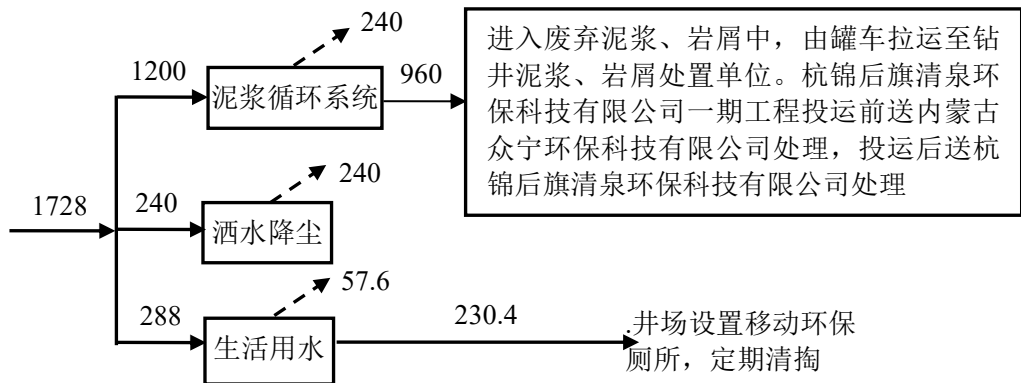 240
进入废弃泥浆、岩屑中，由罐车拉运至钻
井泥浆、岩屑处置单位。杭锦后旗清泉环
保科技有限公司一期工程投运前送内蒙古
众宁环保科技有限公司处理，投运后送杭
锦后旗清泉环保科技有限公司处理
1200
泥浆循环系统
960
240
1728
240
洒水降尘
57.6
288
生活用水
230.4
.井场设置移动环保
厕所，定期清掏